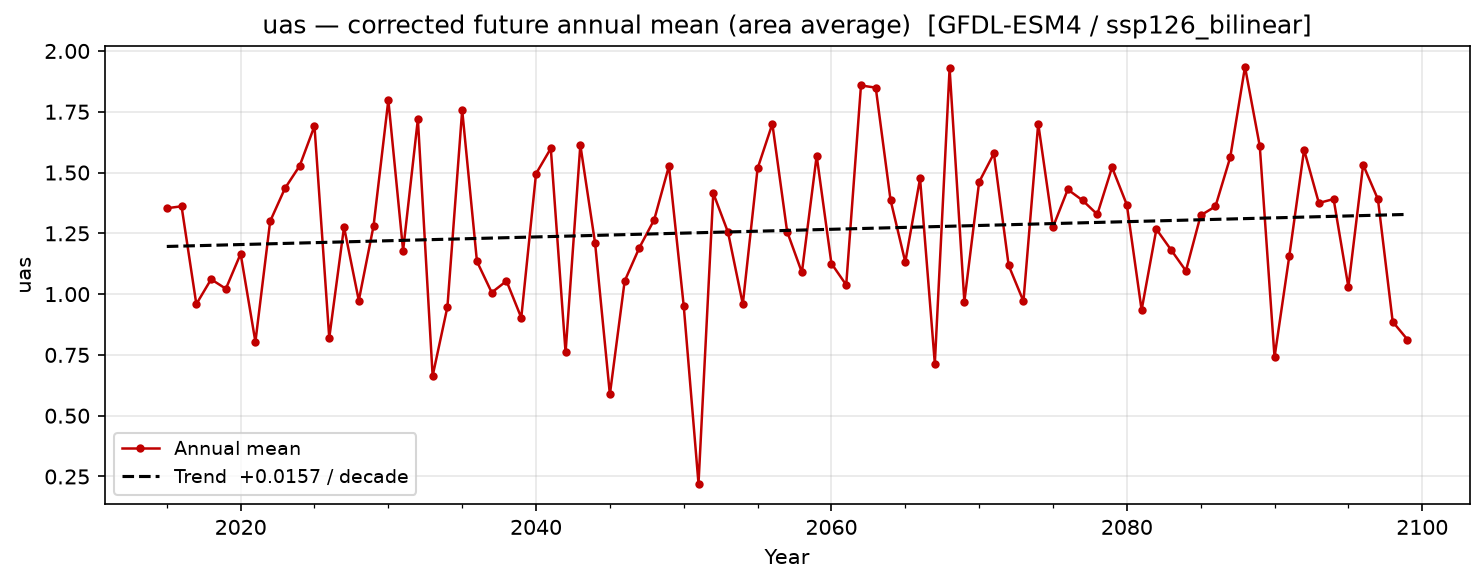 uas — corrected future annual mean (area average)  [GFDL-ESM4 / ssp126_bilinear]
2.00
1.75
1.50
1.25
1.00
0.75
0.50
0.25
uas
Annual mean
Trend  +0.0157 / decade
2020
2040
2060
2080
2100
Year